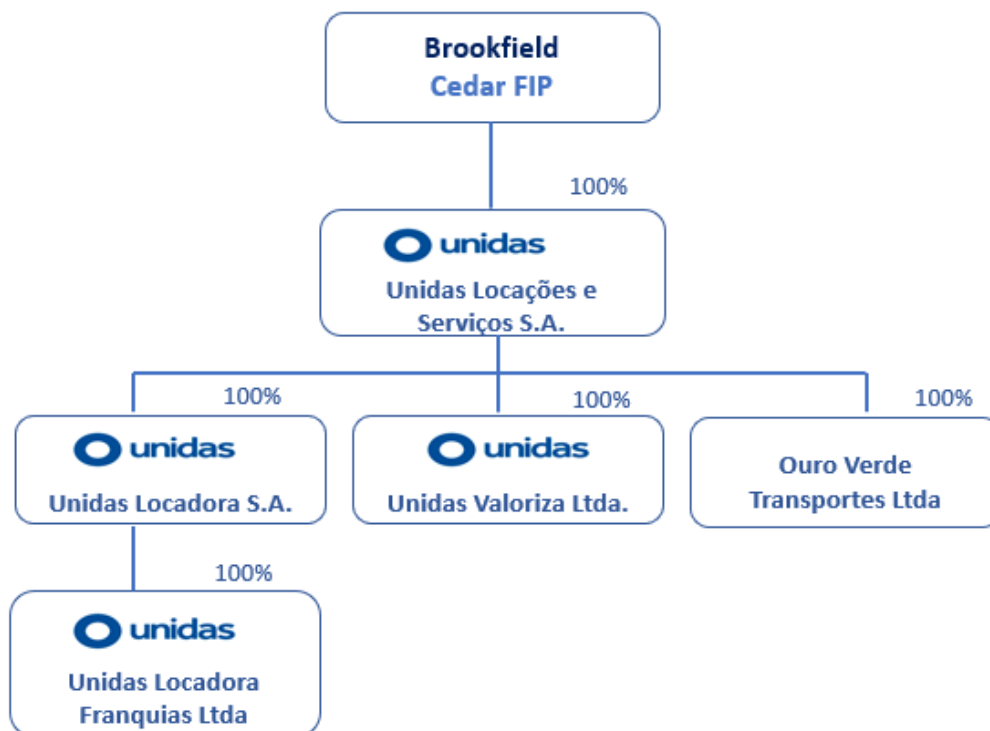 Brookfield
Cedar FIP
100%
unidas
Unidas Locações e
Serviços S.A.
100%
100%
100%
unidas
Unidas Locadora S.A.
unidas
Unidas Valoriza Ltda.
Ouro Verde
Transportes Ltda
100%
unidas
Unidas Locadora
Franquias Ltda